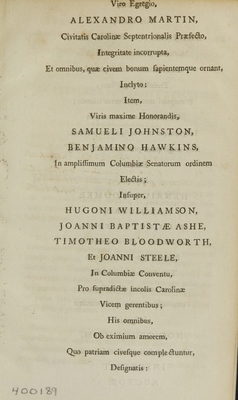 Viro Egregio,
ALEXANDRO MARTIN,
Civitatis Carolinæ Septentrionalis Præfecto,
Integritate incorrupta,
Et omnibus, quæ civem bonum sapientemque ornant,
Inclyto:
Item,
Viris maxime Honorandis,
SAMUELI JOHNSTON,
BENJAMINO HAWKINS,
In ampliſſimum Columbiæ Senatorum ordinem
Electis;
Inſuper,
HUGONI WILLIAMSON,
JOANNI BAPTISTÆ ASHE,
TIMOTHEO BLOODWORTH,
Et JOANNI STEELE,
In Columbiæ Conventu,
Pro ſupradictæ incolis Carolinæ
Vicem gerentibus;
His omnibus,
Ob eximium amorem,
Quo patriam civeſque complectuntur,
Deſignatis:
400189